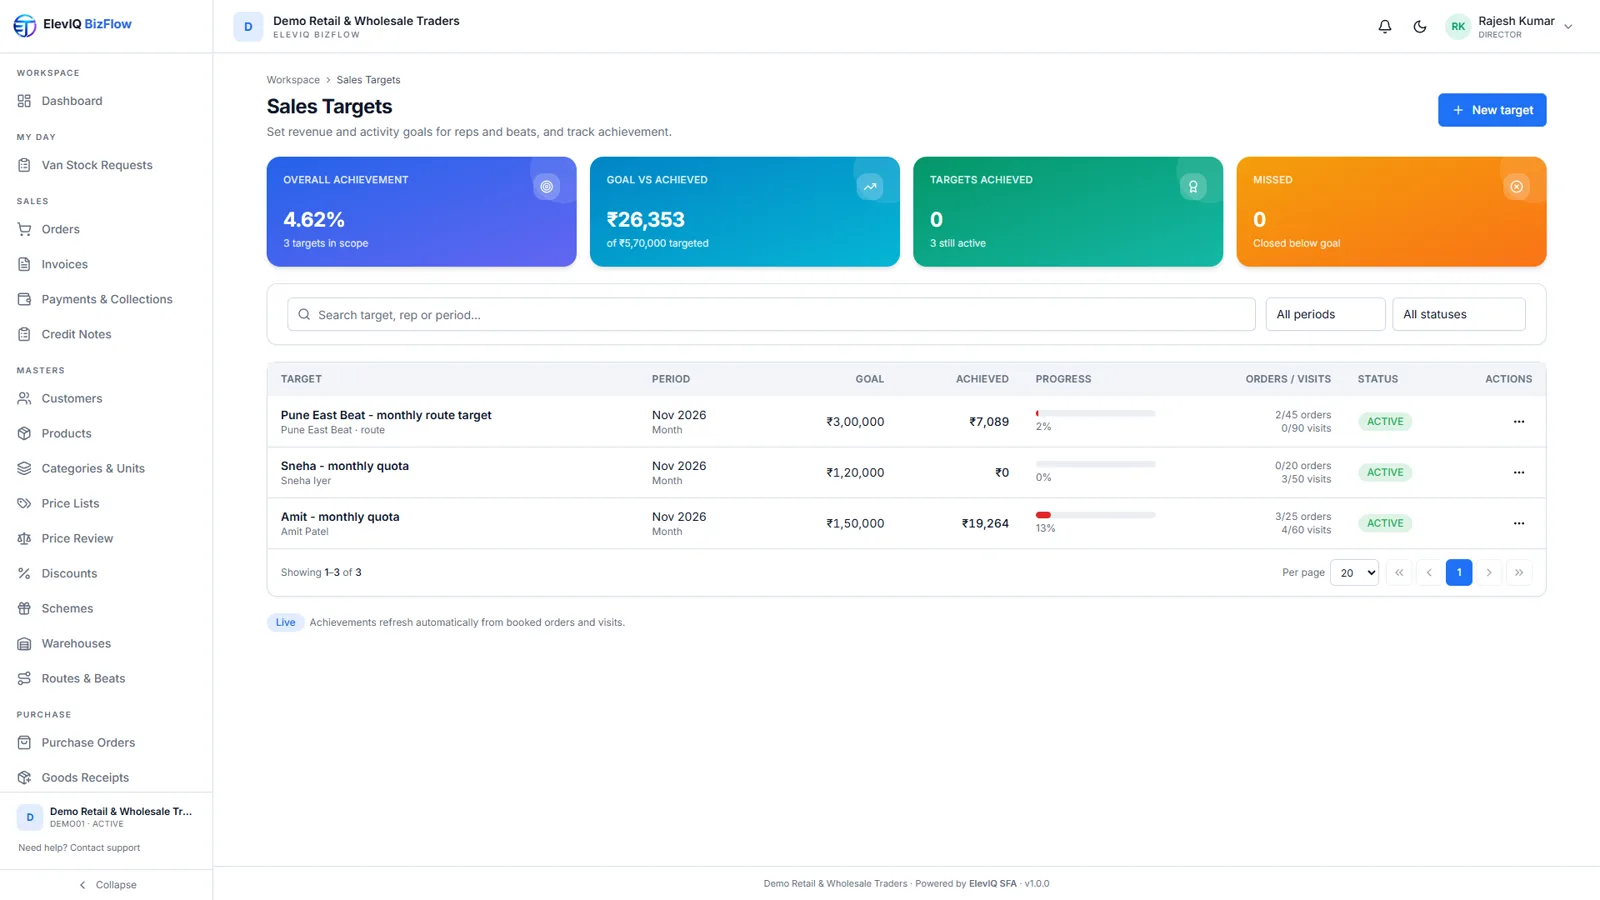 ElevIQ BizFlow
WORKSPACE
Dashboard
MY DAY
Van Stock Requests
SALES
Orders
Invoices
Payments & Collections
Credit Notes
MASTERS
Customers
Products
Categories & Units
Price Lists
Price Review
Discounts
Schemes
Warehouses
Routes & Beats
PURCHASE
Purchase Orders
Goods Receipts
D
Demo Retail & Wholesale Tr...
DEMO01 · ACTIVE
Need help? Contact support
Collapse
D
Demo Retail & Wholesale Traders
ELEVIQ BIZFLOW
RK
Rajesh Kumar
DIRECTOR
Workspace > Sales Targets
Sales Targets
Set revenue and activity goals for reps and beats, and track achievement.
+ New target
OVERALL ACHIEVEMENT
4.62%
3 targets in scope
GOAL VS ACHIEVED
₹26,353
of ₹5,70,000 targeted
TARGETS ACHIEVED
0
3 still active
MISSED
0
Closed below goal
Search target, rep or period...
All periods
All statuses
TARGET PERIOD GOAL ACHIEVED PROGRESS ORDERS / VISITS STATUS ACTIONS
Pune East Beat - monthly route target
Pune East Beat · route
Nov 2026
Month
₹3,00,000
₹7,089
2%
2/45 orders
0/90 visits
ACTIVE
Sneha - monthly quota
Sneha Iyer
Nov 2026
Month
₹1,20,000
₹0
0%
0/20 orders
3/50 visits
ACTIVE
Amit - monthly quota
Amit Patel
Nov 2026
Month
₹1,50,000
₹19,264
13%
3/25 orders
4/60 visits
ACTIVE
Showing 1–3 of 3
Per page 20
« ‹ 1 › »
Live Achievements refresh automatically from booked orders and visits.
Demo Retail & Wholesale Traders · Powered by ElevIQ SFA · v1.0.0